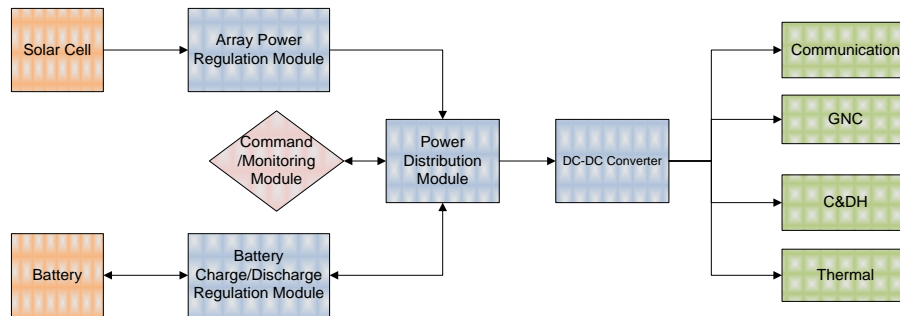 Solar Cell
Array Power
Regulation Module
Communication
GNC
Command
/Monitoring
Module
Power
Distribution
Module
DC-DC Converter
C&DH
Battery
Battery
Charge/Discharge
Regulation Module
Thermal